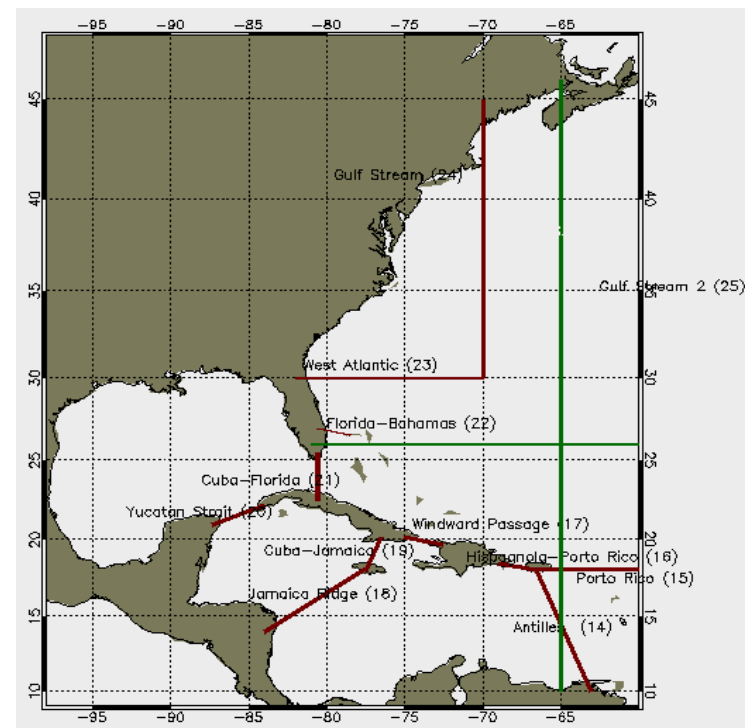 −95 −90 −85 −80 −75 −70 −65
45 45
Gulf Stream (24)
40 40
35 Gulf Stream 2 (25) 35
West Atlantic (23)
30 30
Florida−Bahamas (22)
25 25
Cuba−Florida (21)
Yucatan Strait (20)
Windward Passage (17)
20 20
Cuba−Jamaica (19)
Hispagnola−Porto Rico (16)
Porto Rico (15)
Jamaica Ridge (18)
15 15
Antilles (14)
10 10
−95 −90 −85 −80 −75 −70 −65